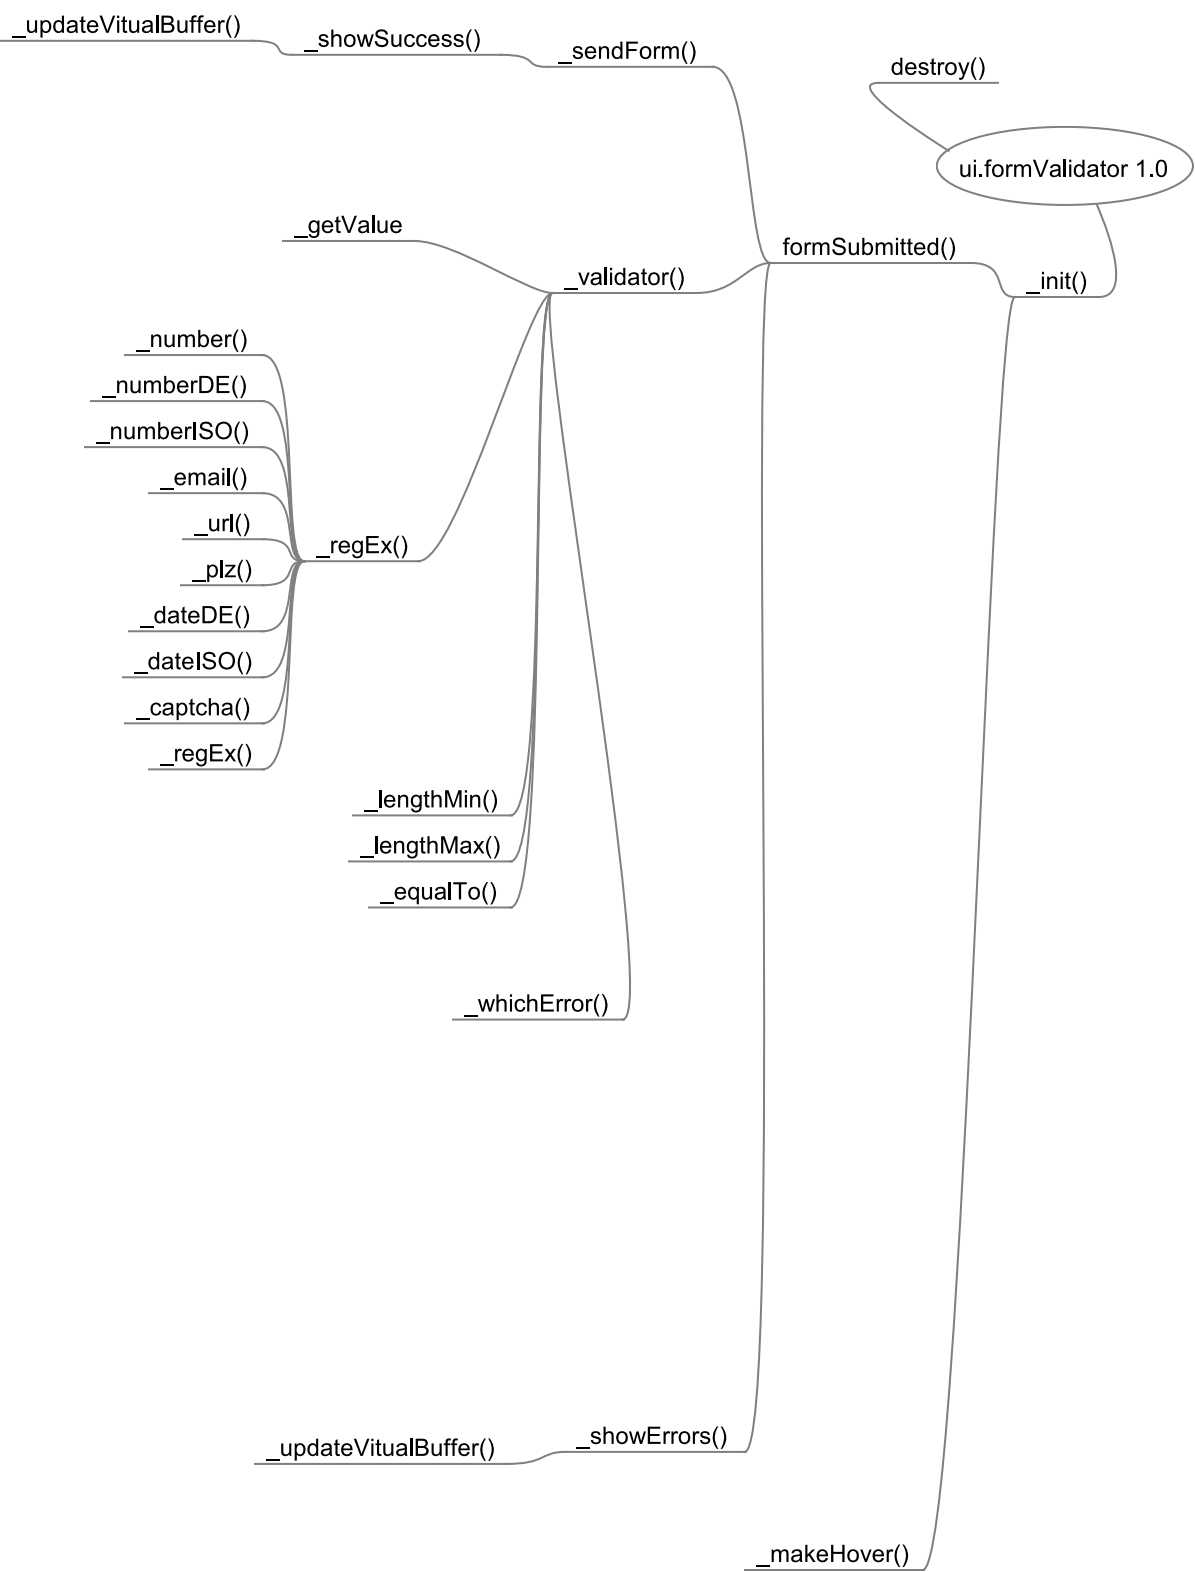 _updateVitualBuffer()
_showSuccess()
_sendForm()
destroy()
ui.formValidator 1.0
_getValue
formSubmitted()
_validator()
_init()
_number()
_numberDE()
_numberISO()
_email()
_url()
_regEx()
_plz()
_dateDE()
_dateISO()
_captcha()
_regEx()
_lengthMin()
_lengthMax()
_equalTo()
_whichError()
_showErrors()
_updateVitualBuffer()
_makeHover()